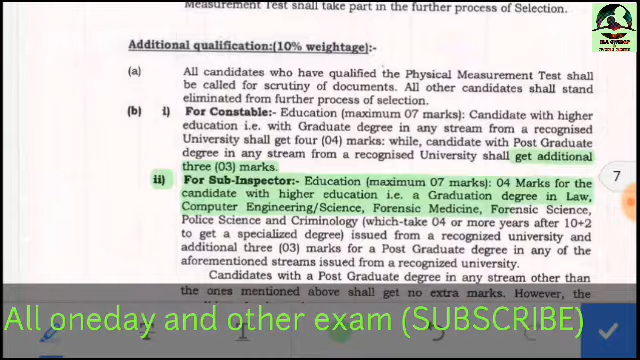 Measurement Test shall take part in the further process of Selection.
Additional qualification:(10% weightage):-
(a) All candidates who have qualified the Physical Measurement Test shall
be called for scrutiny of documents. All other candidates shall stand
eliminated from further process of selection.
(b) i) For Constable:- Education (maximum 07 marks): Candidate with higher
education i.e. with Graduate degree in any stream from a recognised
University shall get four (04) marks: while, candidate with Post Graduate
degree in any stream from a recognised University shall get additional
three (03) marks.
ii) For Sub-Inspector:- Education (maximum 07 marks): 04 Marks for the
candidate with higher education i.e. a Graduation degree in Law,
Computer Engineering/Science, Forensic Medicine, Forensic Science,
Police Science and Criminology (which-take 04 or more years after 10+2
to get a specialized degree) issued from a recognized university and
additional three (03) marks for a Post Graduate degree in any of the
aforementioned streams issued from a recognized university.
Candidates with a Post Graduate degree in any stream other than
the ones mentioned above shall get no extra marks. However, the
7
All oneday and other exam (SUBSCRIBE)